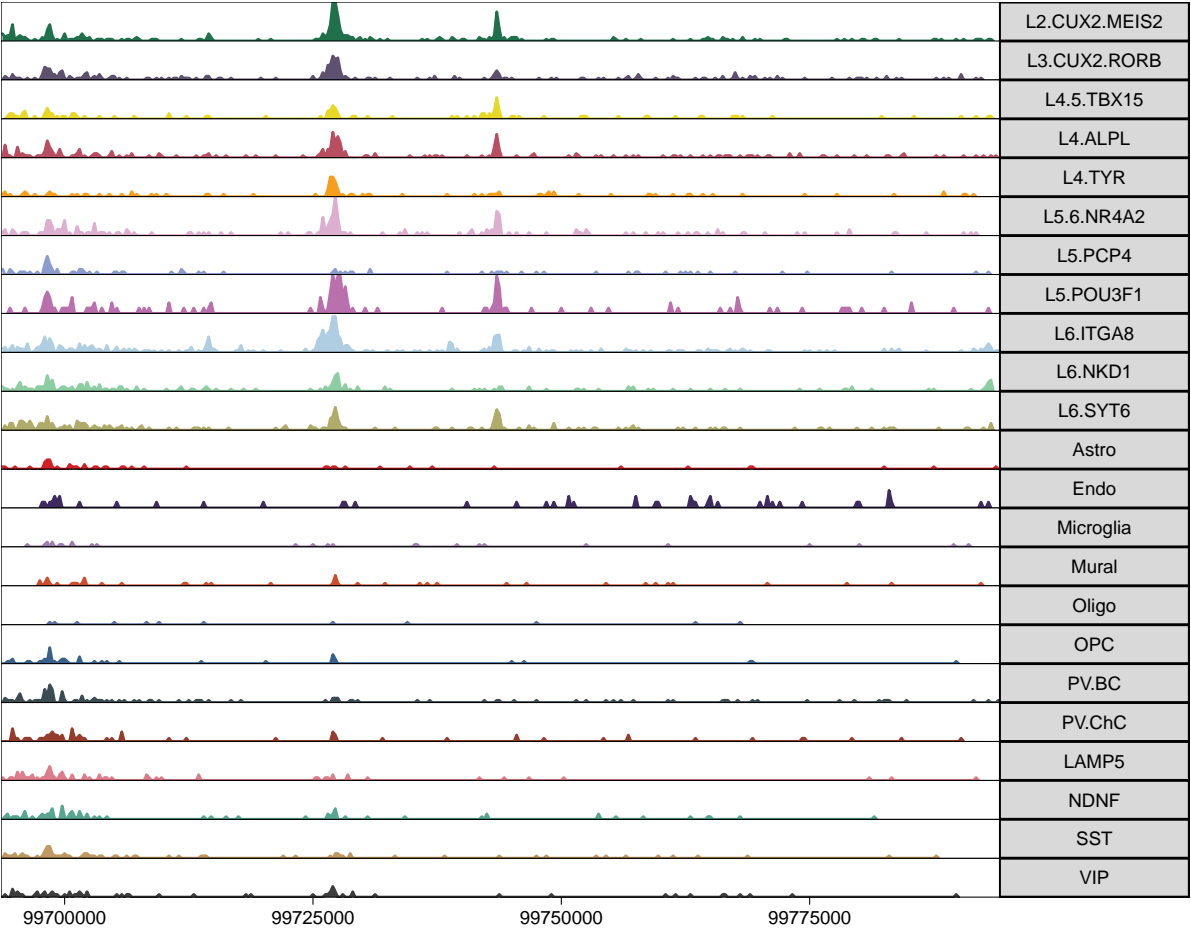 L2.CUX2.MEIS2
L3.CUX2.RORB
L4.5.TBX15
L4.ALPL
L4.TYR
L5.6.NR4A2
L5.PCP4
L5.POU3F1
L6.ITGA8
L6.NKD1
L6.SYT6
Astro
Endo
Microglia
Mural
Oligo
OPC
PV.BC
PV.ChC
LAMP5
NDNF
SST
VIP
99700000 99725000 99750000 99775000